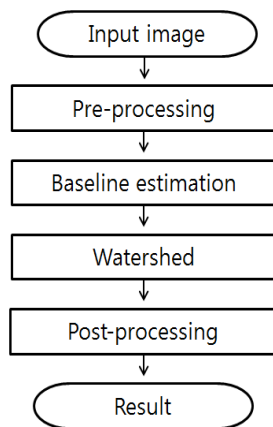 Input image
Pre-processing
Baseline estimation
Watershed
Post-processing
Result